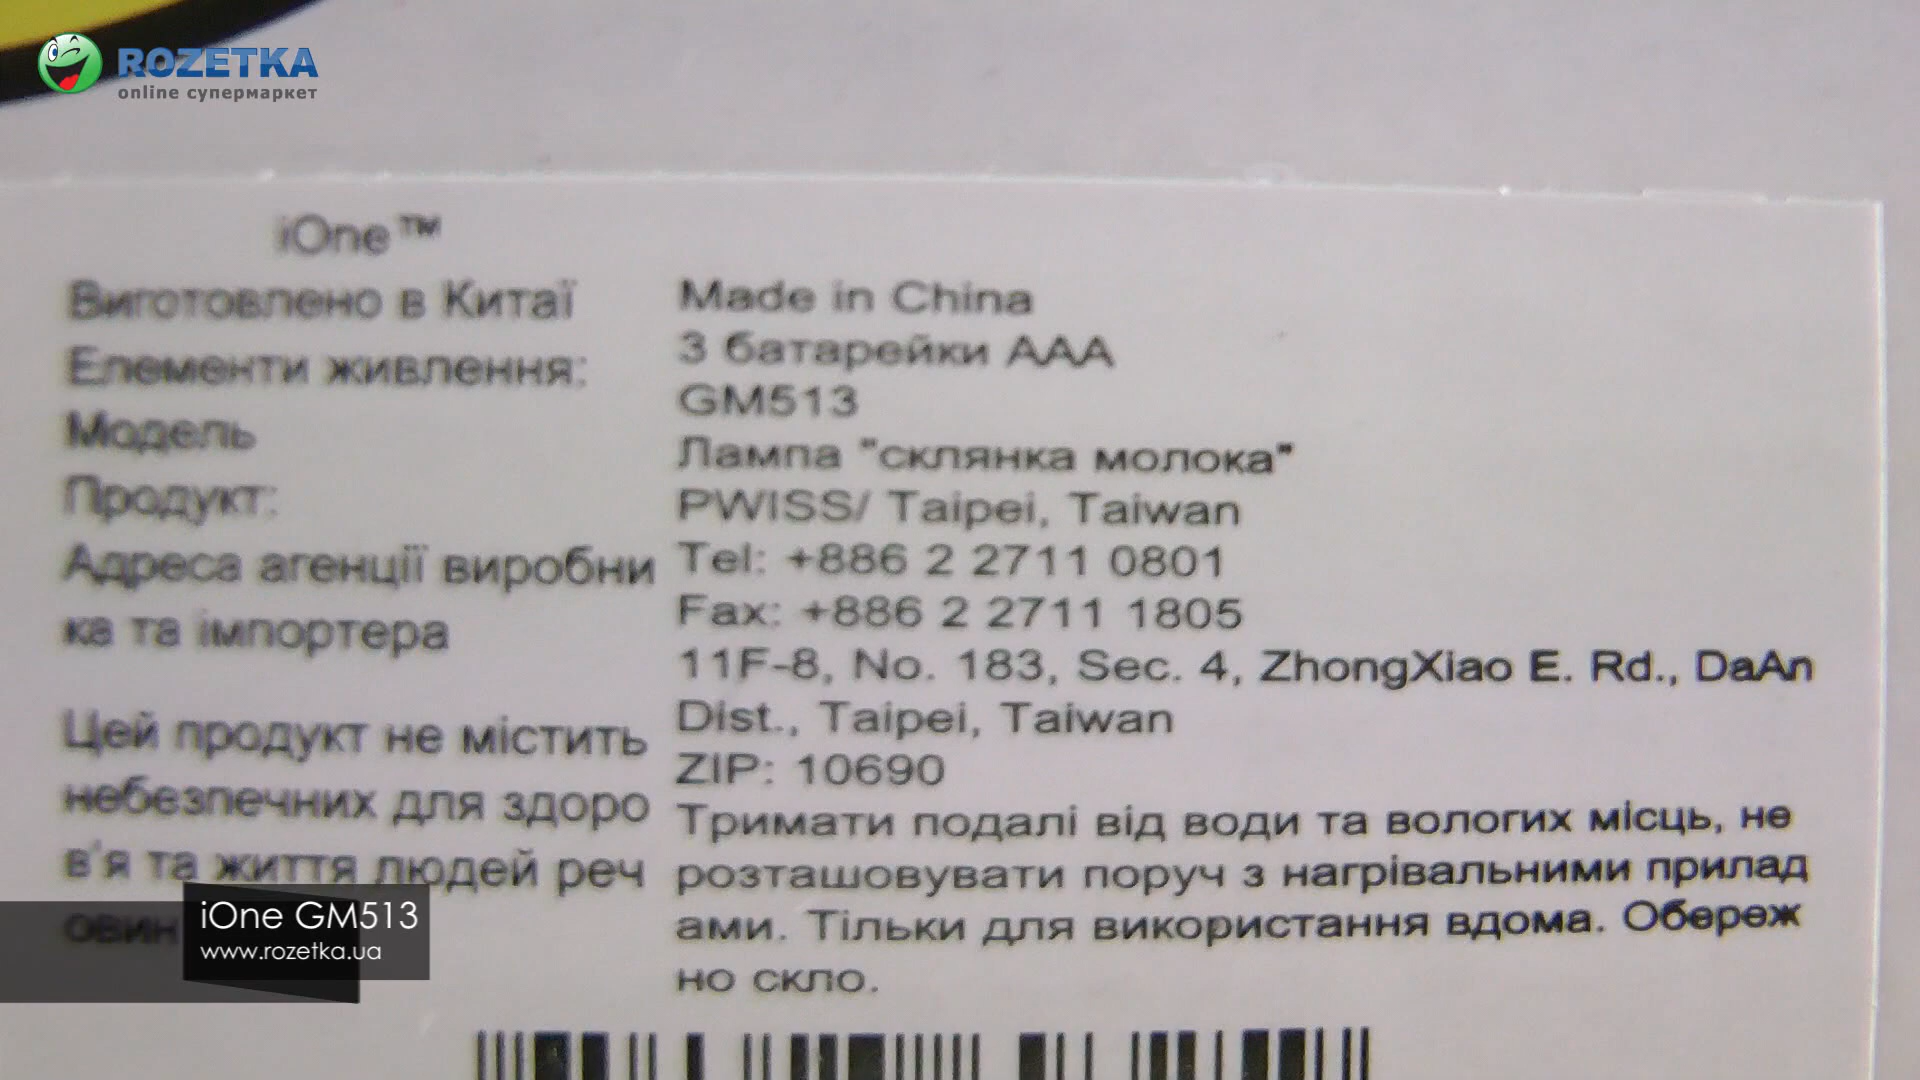 ROZETKA
online супермаркет
iOne™
Виготовлено в Китаї
Елементи живлення:
Модель
Продукт:
Адреса агенції виробни
ка та імпортера
Цей продукт не містить
небезпечних для здоро
в'я та життя людей реч
овин
Made in China
3 батарейки AAA
GM513
Лампа "склянка молока"
PWISS/ Taipei, Taiwan
Tel: +886 2 2711 0801
Fax: +886 2 2711 1805
11F-8, No. 183, Sec. 4, ZhongXiao E. Rd., DaAn
Dist., Taipei, Taiwan
ZIP: 10690
Тримати подалі від води та вологих місць, не
розташовувати поруч з нагрівальними прилад
ами. Тільки для використання вдома. Обереж
но скло.
iOne GM513
www.rozetka.ua